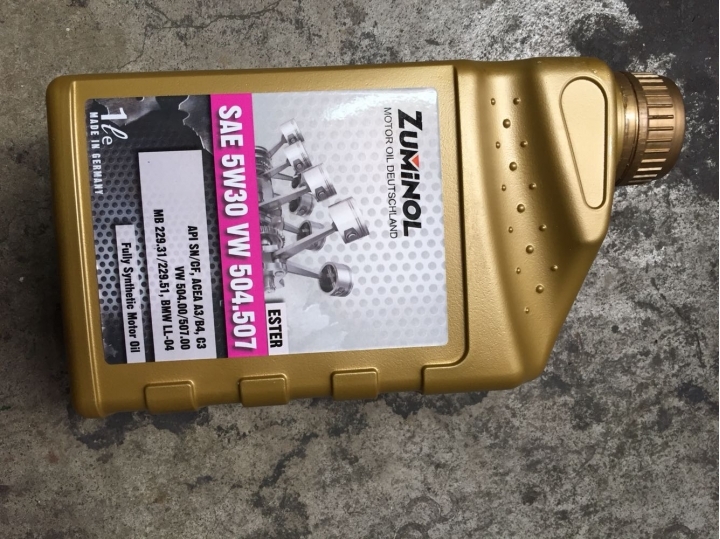 ZUMINOL
MOTOR OIL DEUTSCHLAND
ESTER
SAE 5W30 VW 504.507
API SN/CF, ACEA A3/B4, C3
VW 504.00/507.00
MB 229.31/229.51, BMW LL-04
Fully Synthetic Motor Oil
1ℓe
MADE IN GERMANY